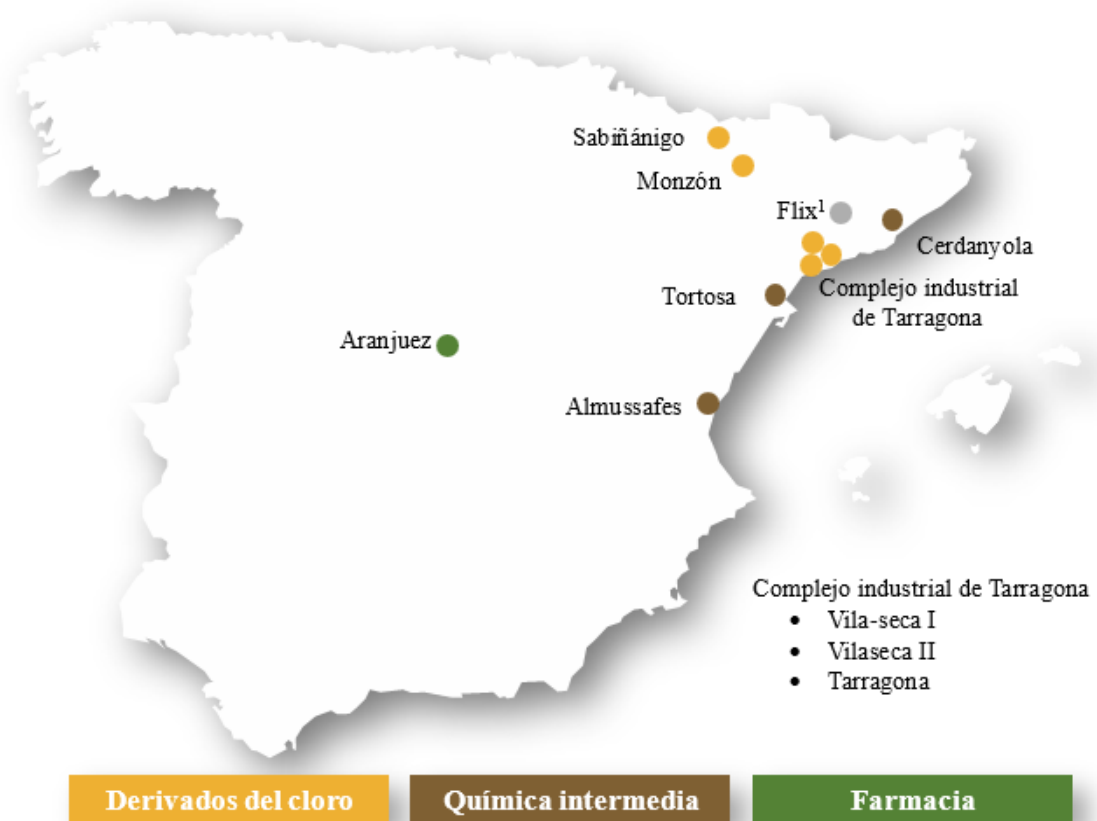 Sabiñánigo
Monzón
Flix¹
Cerdanyola
Tortosa
Complejo industrial
de Tarragona
Aranjuez
Almussafes
Complejo industrial de Tarragona
• Vila-seca I
• Vilaseca II
• Tarragona
Derivados del cloro
Química intermedia
Farmacia